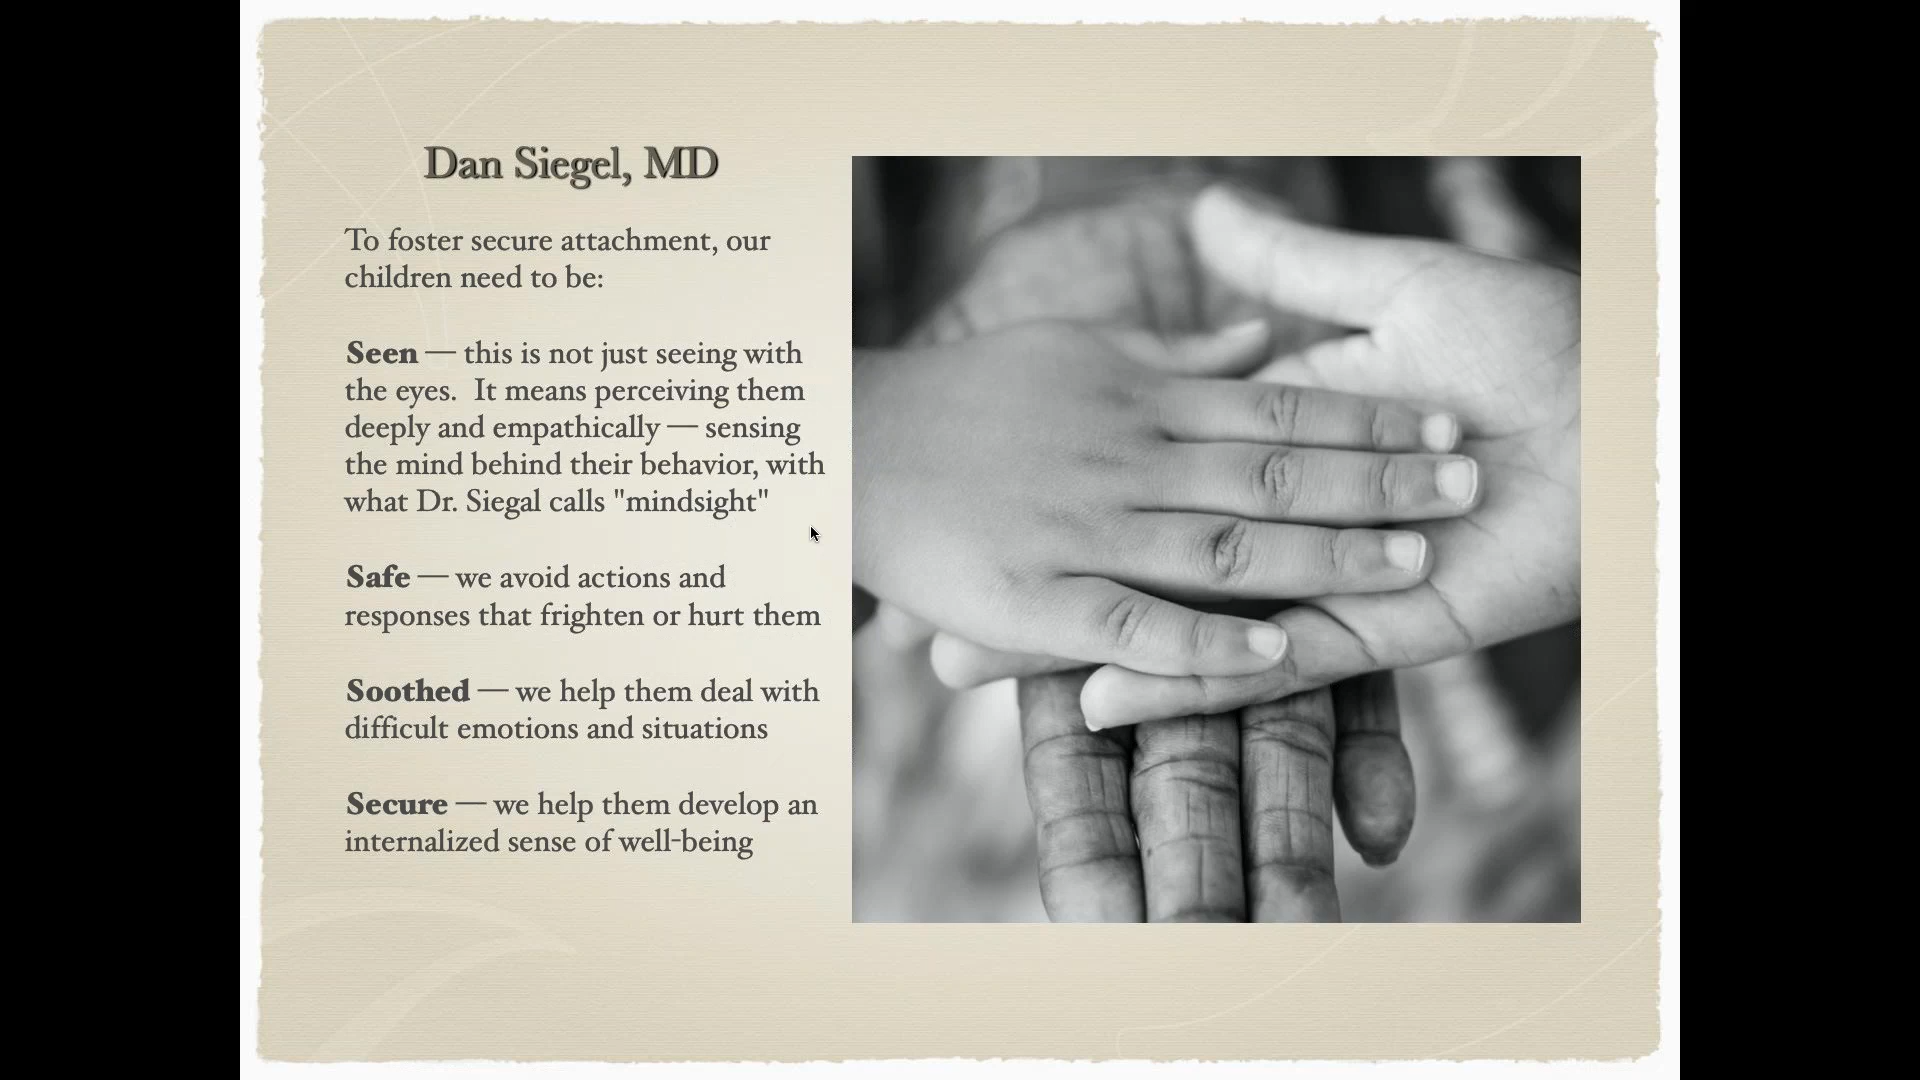 Dan Siegel, MD
To foster secure attachment, our
children need to be:
Seen — this is not just seeing with
the eyes.  It means perceiving them
deeply and empathically — sensing
the mind behind their behavior, with
what Dr. Siegal calls "mindsight"
Safe — we avoid actions and
responses that frighten or hurt them
Soothed — we help them deal with
difficult emotions and situations
Secure — we help them develop an
internalized sense of well-being